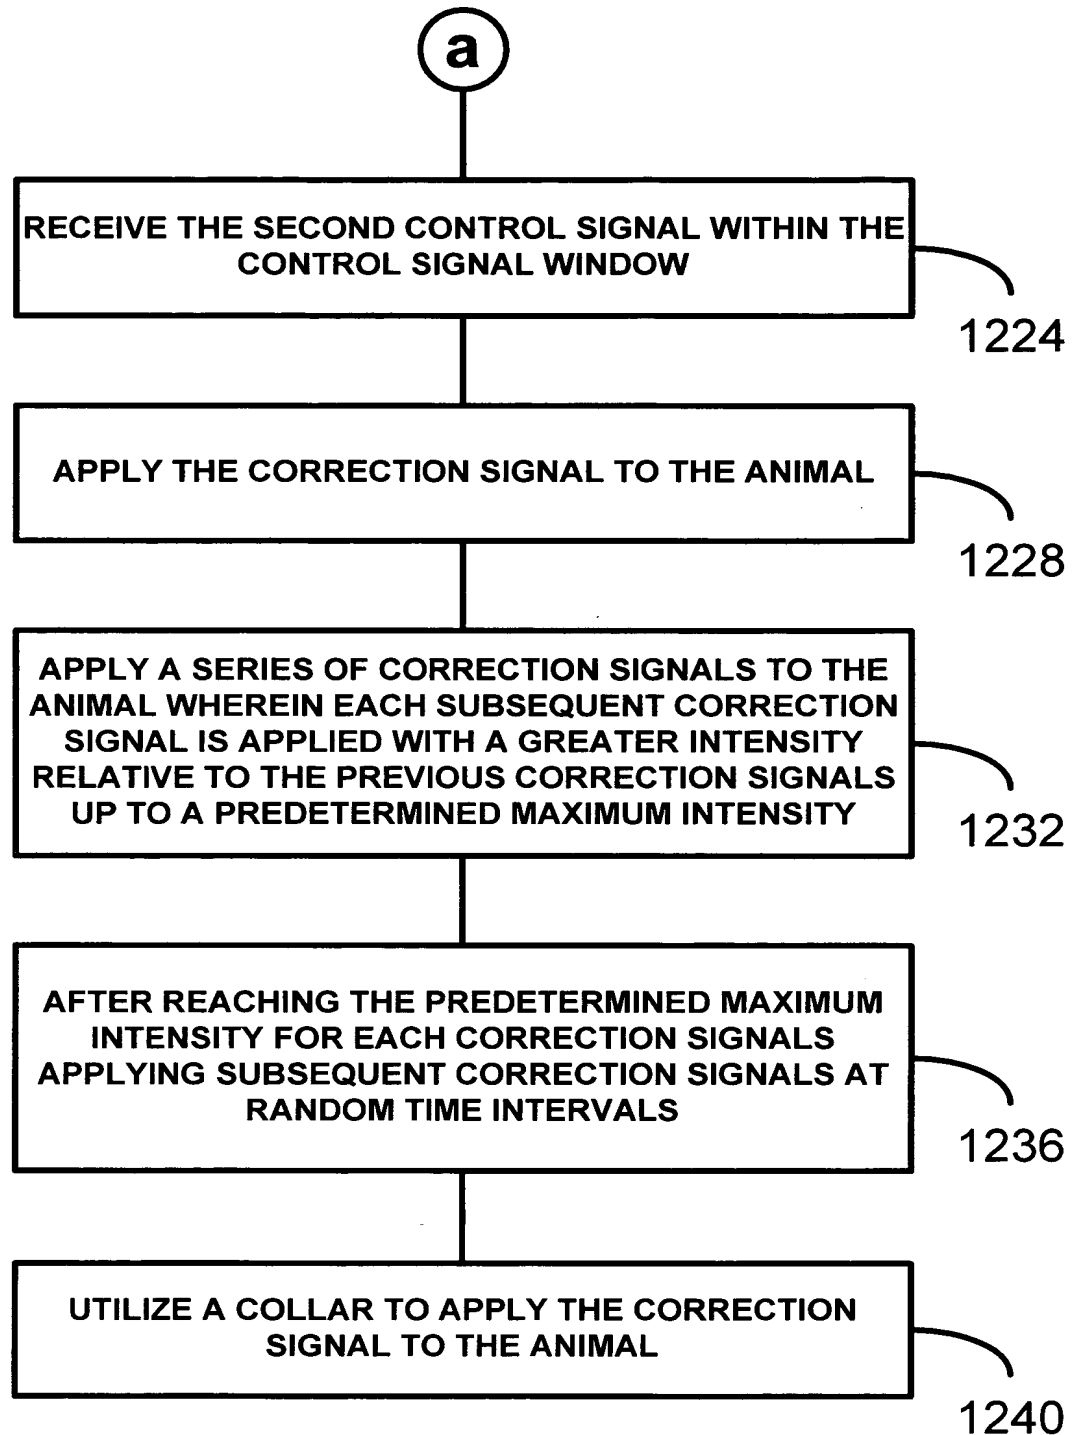 a
RECEIVE THE SECOND CONTROL SIGNAL WITHIN THE
CONTROL SIGNAL WINDOW
1224
APPLY THE CORRECTION SIGNAL TO THE ANIMAL
1228
APPLY A SERIES OF CORRECTION SIGNALS TO THE
ANIMAL WHEREIN EACH SUBSEQUENT CORRECTION
SIGNAL IS APPLIED WITH A GREATER INTENSITY
RELATIVE TO THE PREVIOUS CORRECTION SIGNALS
UP TO A PREDETERMINED MAXIMUM INTENSITY
1232
AFTER REACHING THE PREDETERMINED MAXIMUM
INTENSITY FOR EACH CORRECTION SIGNALS
APPLYING SUBSEQUENT CORRECTION SIGNALS AT
RANDOM TIME INTERVALS
1236
UTILIZE A COLLAR TO APPLY THE CORRECTION
SIGNAL TO THE ANIMAL
1240